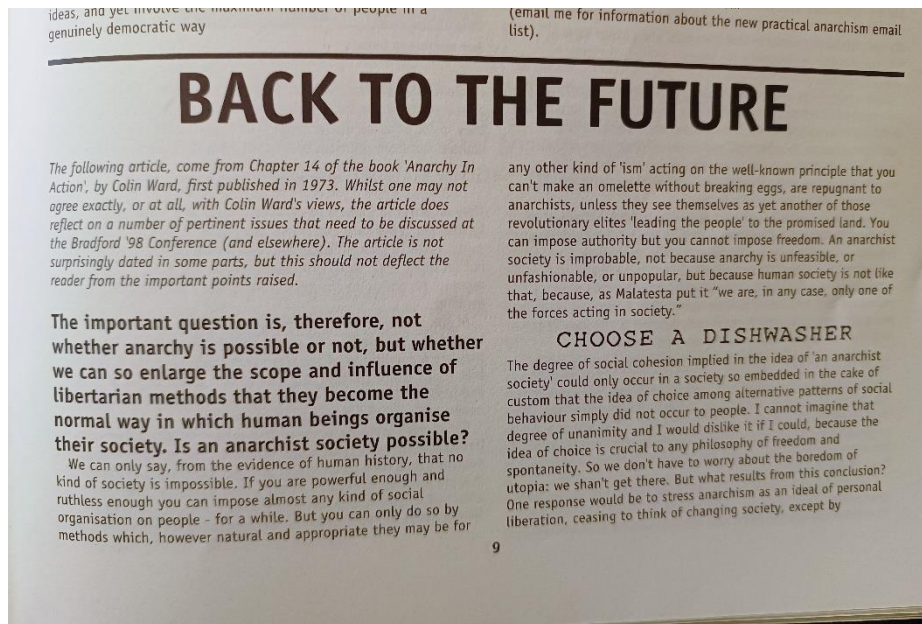 ideas, and yet involve the maximum number of people in a
genuinely democratic way
(email me for information about the new practical anarchism email
list).
BACK TO THE FUTURE
The following article, come from Chapter 14 of the book 'Anarchy In
Action', by Colin Ward, first published in 1973. Whilst one may not
agree exactly, or at all, with Colin Ward's views, the article does
reflect on a number of pertinent issues that need to be discussed at
the Bradford '98 Conference (and elsewhere). The article is not
surprisingly dated in some parts, but this should not deflect the
reader from the important points raised.
The important question is, therefore, not
whether anarchy is possible or not, but whether
we can so enlarge the scope and influence of
libertarian methods that they become the
normal way in which human beings organise
their society. Is an anarchist society possible?
We can only say, from the evidence of human history, that no
kind of society is impossible. If you are powerful enough and
ruthless enough you can impose almost any kind of social
organisation on people - for a while. But you can only do so by
methods which, however natural and appropriate they may be for
any other kind of 'ism' acting on the well-known principle that you
can't make an omelette without breaking eggs, are repugnant to
anarchists, unless they see themselves as yet another of those
revolutionary elites 'leading the people' to the promised land. You
can impose authority but you cannot impose freedom. An anarchist
society is improbable, not because anarchy is unfeasible, or
unfashionable, or unpopular, but because human society is not like
that, because, as Malatesta put it "we are, in any case, only one of
the forces acting in society."
CHOOSE A DISHWASHER
The degree of social cohesion implied in the idea of 'an anarchist
society' could only occur in a society so embedded in the cake of
custom that the idea of choice among alternative patterns of social
behaviour simply did not occur to people. I cannot imagine that
degree of unanimity and I would dislike it if I could, because the
idea of choice is crucial to any philosophy of freedom and
spontaneity. So we don't have to worry about the boredom of
utopia: we shan't get there. But what results from this conclusion?
One response would be to stress anarchism as an ideal of personal
liberation, ceasing to think of changing society, except by
9